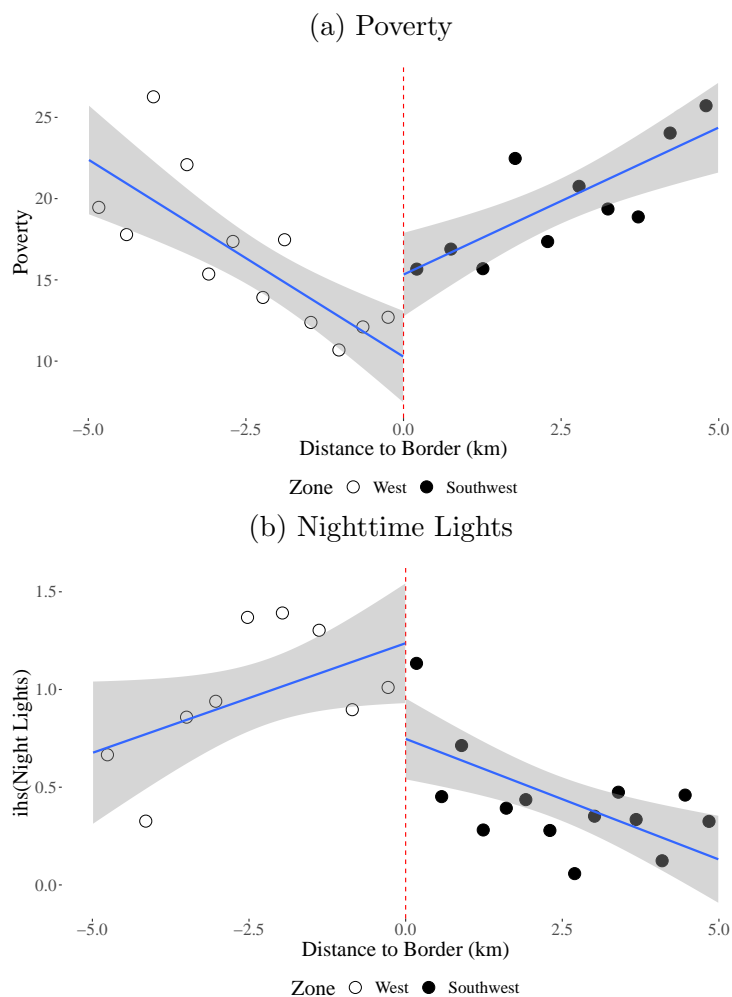 (a) Poverty
25
20
15
10
Poverty
−5.0 −2.5 0.0 2.5 5.0
Distance to Border (km)
Zone West Southwest
(b) Nighttime Lights
1.5
1.0
0.5
0.0
ihs(Night Lights)
−5.0 −2.5 0.0 2.5 5.0
Distance to Border (km)
Zone West Southwest